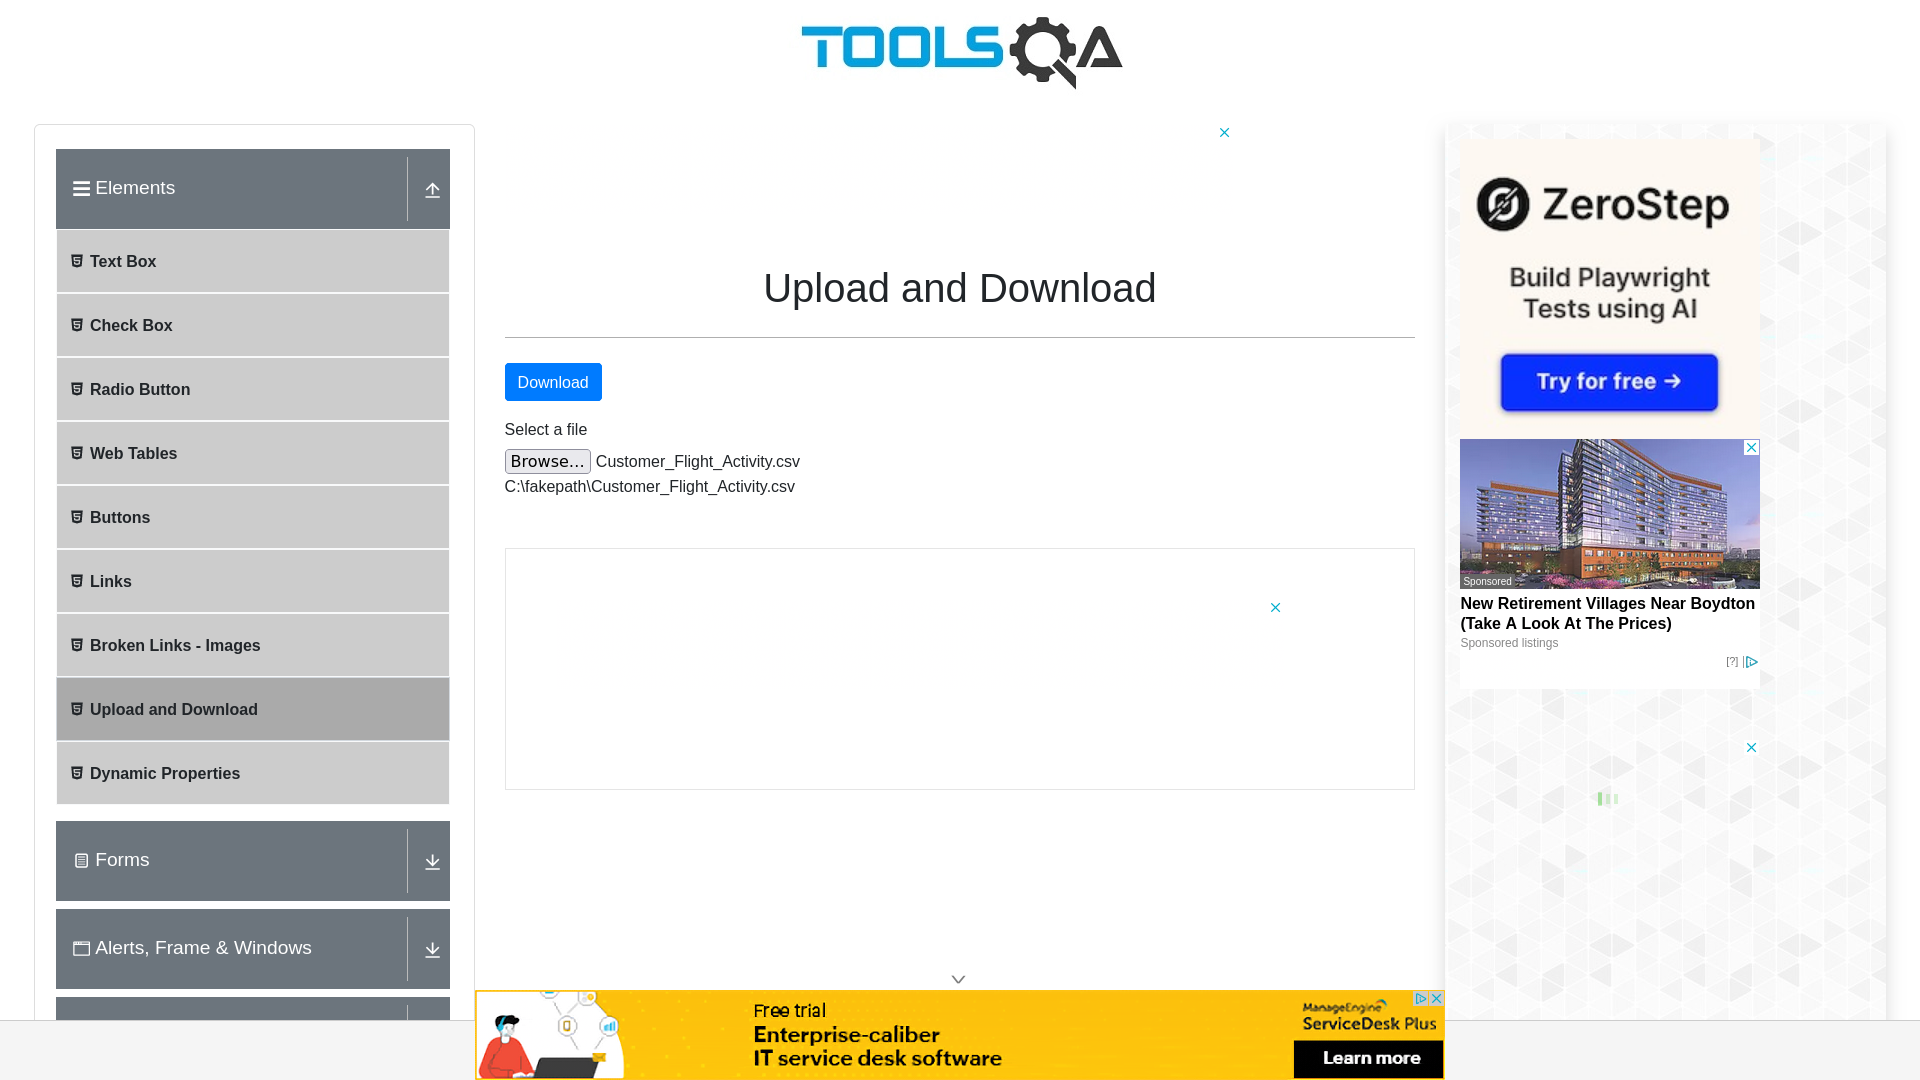 TOOLSQA
Elements
Text Box
Check Box
Radio Button
Web Tables
Buttons
Links
Broken Links - Images
Upload and Download
Dynamic Properties
Forms
Alerts, Frame & Windows
Upload and Download
Download
Select a file
Browse... Customer_Flight_Activity.csv
C:\fakepath\Customer_Flight_Activity.csv
ZeroStep
Build Playwright
Tests using AI
Try for free →
Sponsored
New Retirement Villages Near Boydton
(Take A Look At The Prices)
Sponsored listings
[?]
Free trial
Enterprise-caliber
IT service desk software
ManageEngine
ServiceDesk Plus
Learn more